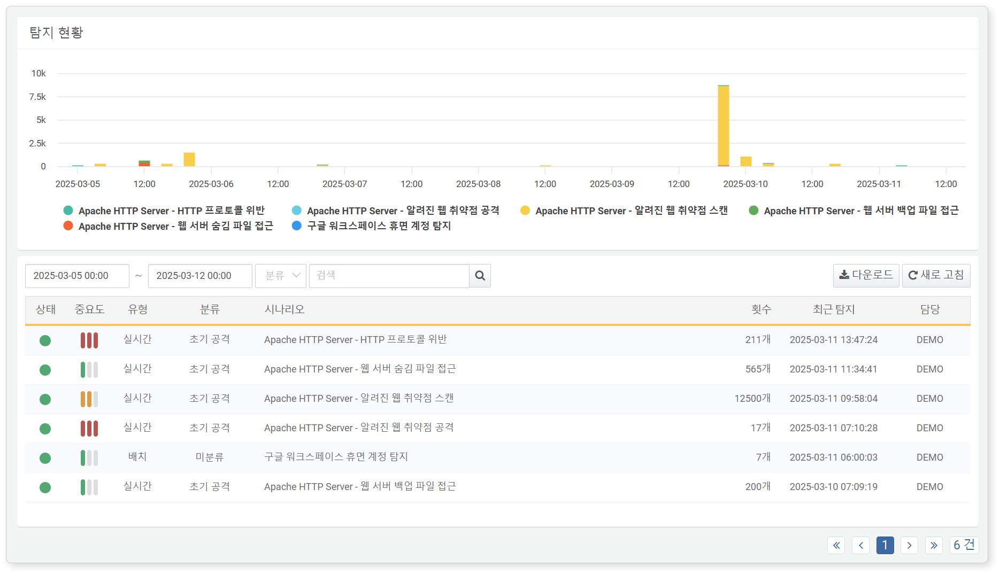 탐지 현황
10k
7.5k
5k
2.5k
0
2025-03-05 12:00 2025-03-06 12:00 2025-03-07 12:00 2025-03-08 12:00 2025-03-09 12:00 2025-03-10 12:00 2025-03-11 12:00
Apache HTTP Server - HTTP 프로토콜 위반 Apache HTTP Server - 알려진 웹 취약점 공격 Apache HTTP Server - 알려진 웹 취약점 스캔 Apache HTTP Server - 웹 서버 백업 파일 접근
Apache HTTP Server - 웹 서버 숨김 파일 접근 구글 워크스페이스 휴면 계정 탐지
2025-03-05 00:00 ~ 2025-03-12 00:00 분류 검색 다운로드 새로 고침
상태 중요도 유형 분류 시나리오 횟수 최근 탐지 담당
실시간 초기 공격 Apache HTTP Server - HTTP 프로토콜 위반 211개 2025-03-11 13:47:24 DEMO
실시간 초기 공격 Apache HTTP Server - 웹 서버 숨김 파일 접근 565개 2025-03-11 11:34:41 DEMO
실시간 초기 공격 Apache HTTP Server - 알려진 웹 취약점 스캔 12500개 2025-03-11 09:58:04 DEMO
실시간 초기 공격 Apache HTTP Server - 알려진 웹 취약점 공격 17개 2025-03-11 07:10:28 DEMO
배치 미분류 구글 워크스페이스 휴면 계정 탐지 7개 2025-03-11 06:00:03 DEMO
실시간 초기 공격 Apache HTTP Server - 웹 서버 백업 파일 접근 200개 2025-03-10 07:09:19 DEMO
« ‹ 1 › » 6 건